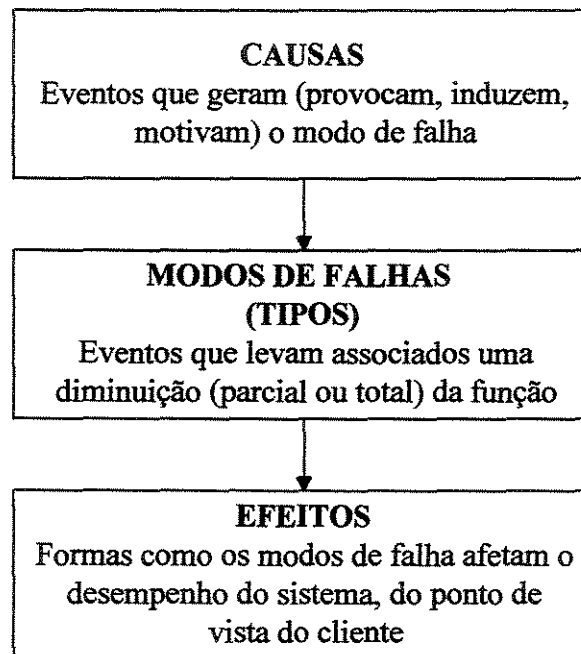 CAUSAS
Eventos que geram (provocam, induzem,
motivam) o modo de falha
MODOS DE FALHAS
(TIPOS)
Eventos que levam associados uma
diminuição (parcial ou total) da função
EFEITOS
Formas como os modos de falha afetam o
desempenho do sistema, do ponto de
vista do cliente